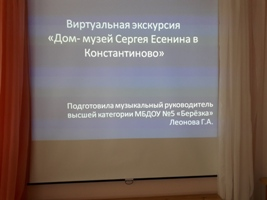 Виртуальная экскурсия
«Дом- музей Сергея Есенина в
Константиново»
Подготовила музыкальный руководитель
высшей категории МБДОУ №5 «Берёзка»
Леонова Г.А.